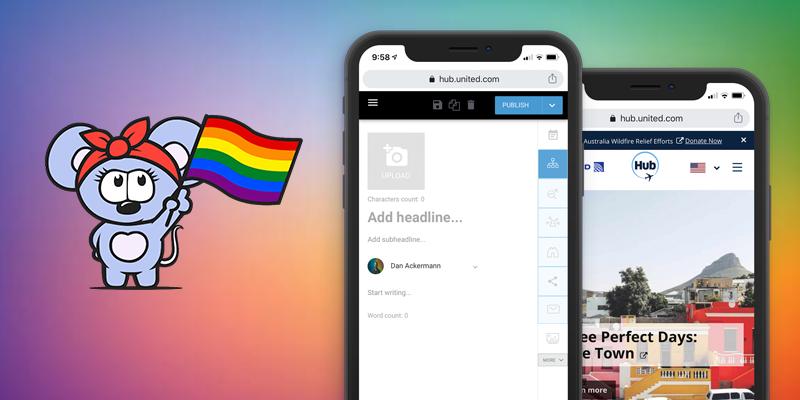 9:58
hub.united.com
PUBLISH
UPLOAD
Characters count: 0
Add headline...
Add subheadline...
Dan Ackermann
Start writing...
Word count: 0
MORE
hub.united.com
Australia Wildfire Relief Efforts Donate Now
Hub
ee Perfect Days:
e Town
n more